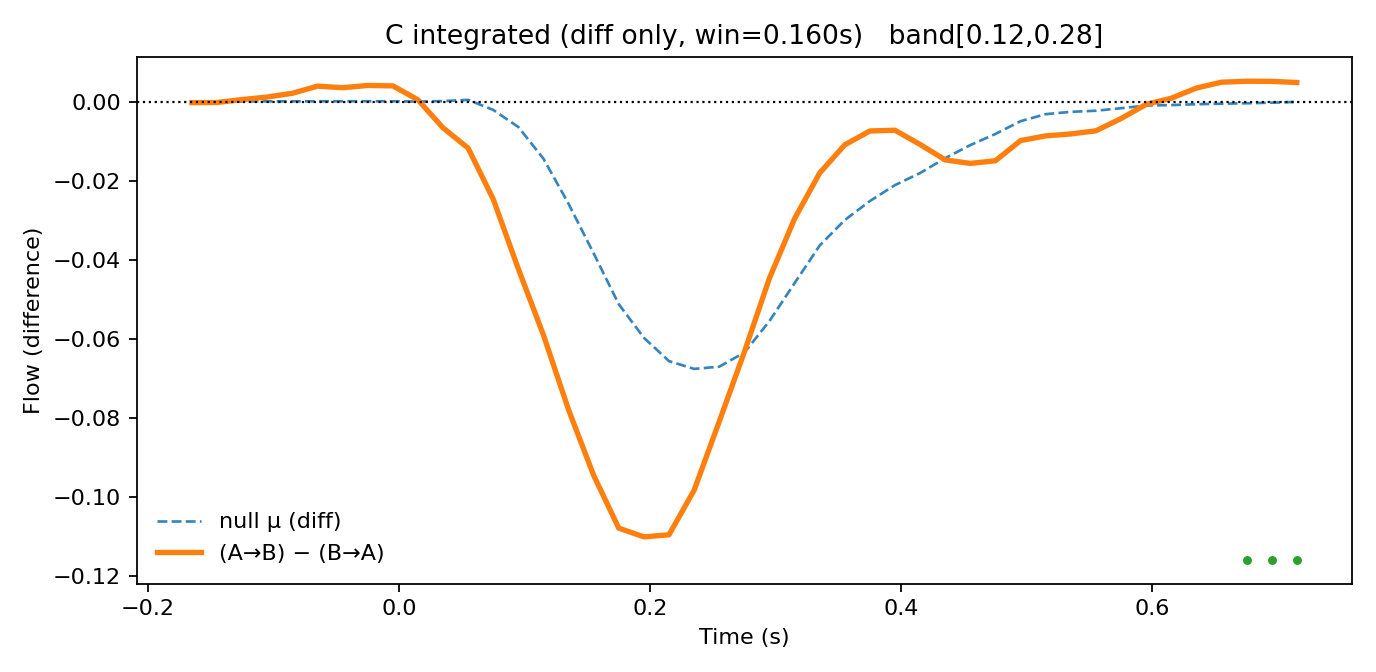 C integrated (diff only, win=0.160s)   band[0.12,0.28]
Flow (difference)
0.00
−0.02
−0.04
−0.06
−0.08
−0.10
−0.12
null μ (diff)
(A→B) − (B→A)
−0.2
0.0
0.2
0.4
0.6
Time (s)